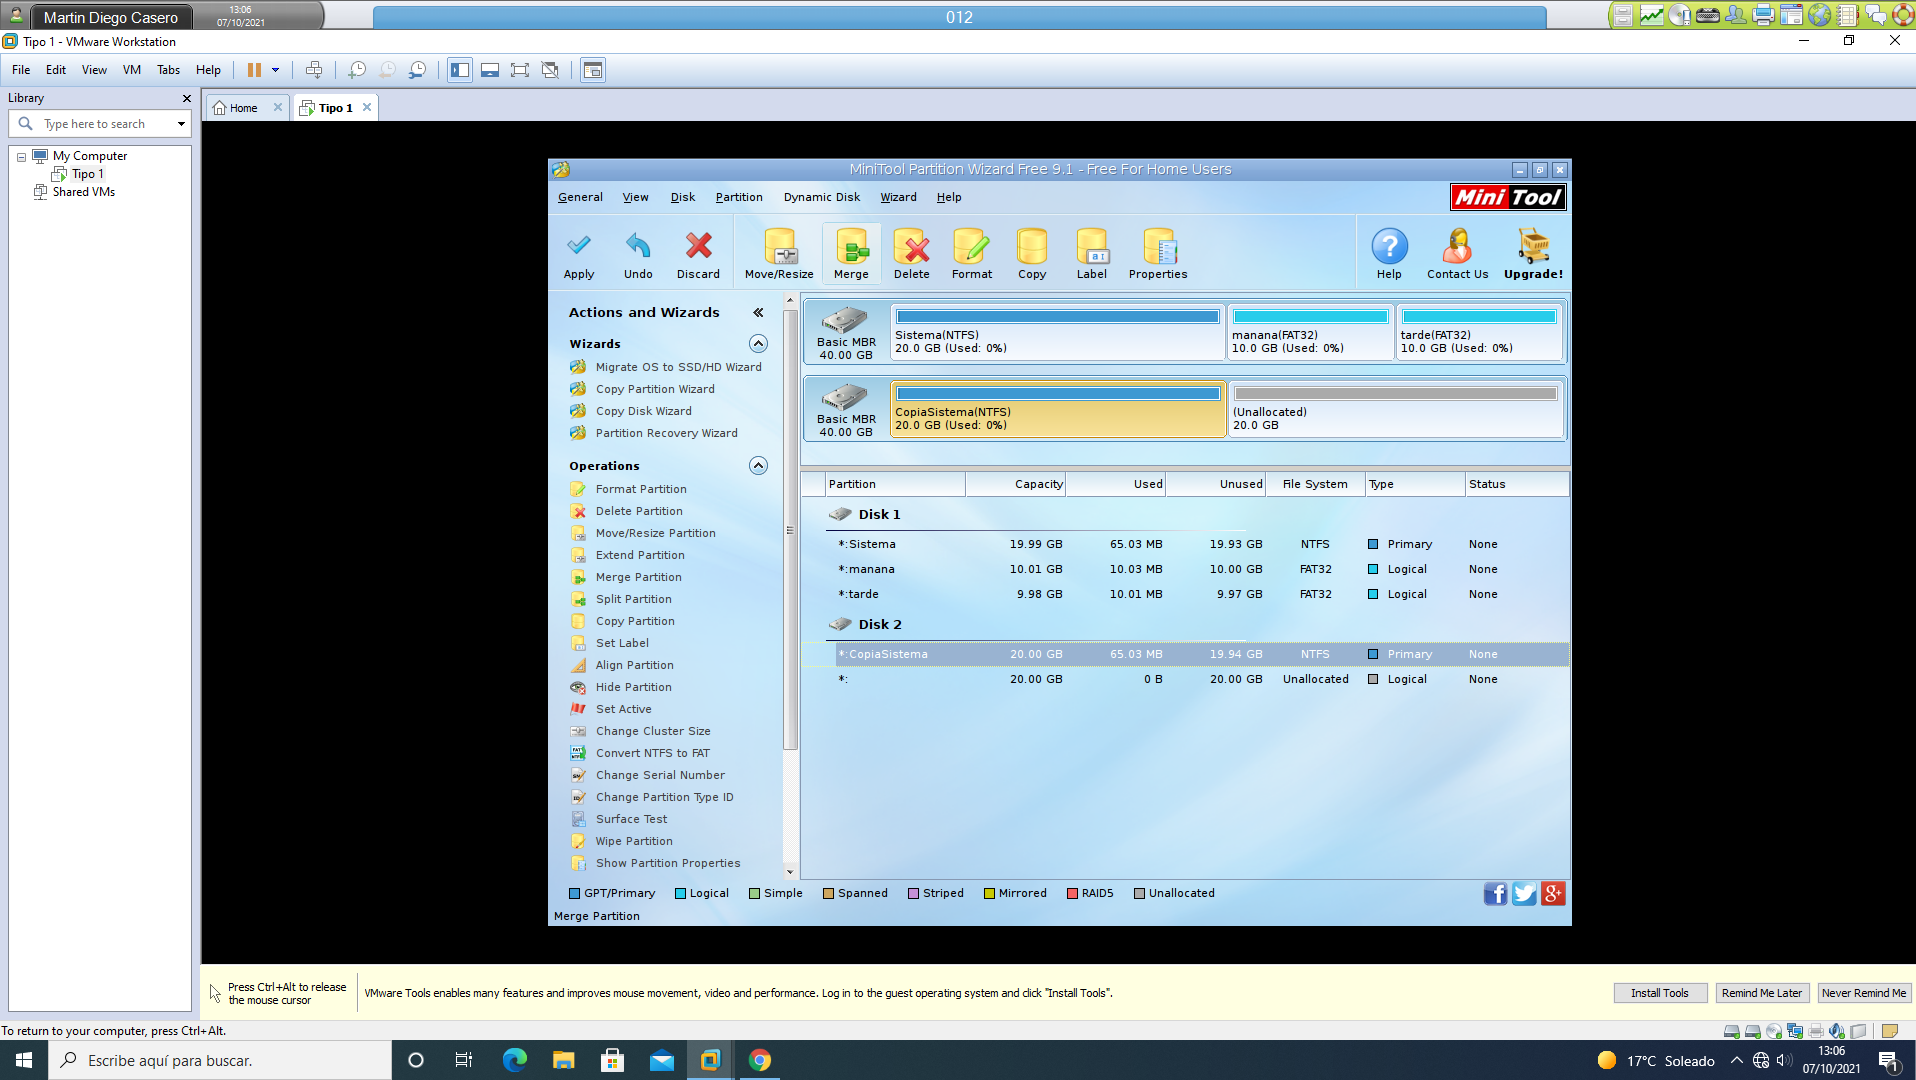 Martin Diego Casero
13:06
07/10/2021
012
Tipo 1 - VMware Workstation
File Edit View VM Tabs Help
Library
Type here to search
My Computer
Tipo 1
Shared VMs
Home
Tipo 1
MiniTool Partition Wizard Free 9.1 - Free For Home Users
General View Disk Partition Dynamic Disk Wizard Help
Mini Tool
Apply Undo Discard Move/Resize Merge Delete Format Copy Label Properties Help Contact Us Upgrade!
Actions and Wizards
Wizards
Migrate OS to SSD/HD Wizard
Copy Partition Wizard
Copy Disk Wizard
Partition Recovery Wizard
Operations
Format Partition
Delete Partition
Move/Resize Partition
Extend Partition
Merge Partition
Split Partition
Copy Partition
Set Label
Align Partition
Hide Partition
Set Active
Change Cluster Size
Convert NTFS to FAT
Change Serial Number
Change Partition Type ID
Surface Test
Wipe Partition
Show Partition Properties
Basic MBR
40.00 GB
Sistema(NTFS)
20.0 GB (Used: 0%)
manana(FAT32)
10.0 GB (Used: 0%)
tarde(FAT32)
10.0 GB (Used: 0%)
Basic MBR
40.00 GB
CopiaSistema(NTFS)
20.0 GB (Used: 0%)
(Unallocated)
20.0 GB
Partition Capacity Used Unused File System Type Status
Disk 1
*:Sistema 19.99 GB 65.03 MB 19.93 GB NTFS Primary None
*:manana 10.01 GB 10.03 MB 10.00 GB FAT32 Logical None
*:tarde 9.98 GB 10.01 MB 9.97 GB FAT32 Logical None
Disk 2
*:CopiaSistema 20.00 GB 65.03 MB 19.94 GB NTFS Primary None
*: 20.00 GB 0 B 20.00 GB Unallocated Logical None
GPT/Primary Logical Simple Spanned Striped Mirrored RAID5 Unallocated
Merge Partition
Press Ctrl+Alt to release
the mouse cursor
VMware Tools enables many features and improves mouse movement, video and performance. Log in to the guest operating system and click "Install Tools".
Install Tools
Remind Me Later
Never Remind Me
To return to your computer, press Ctrl+Alt.
Escribe aquí para buscar.
17°C Soleado
13:06
07/10/2021
1